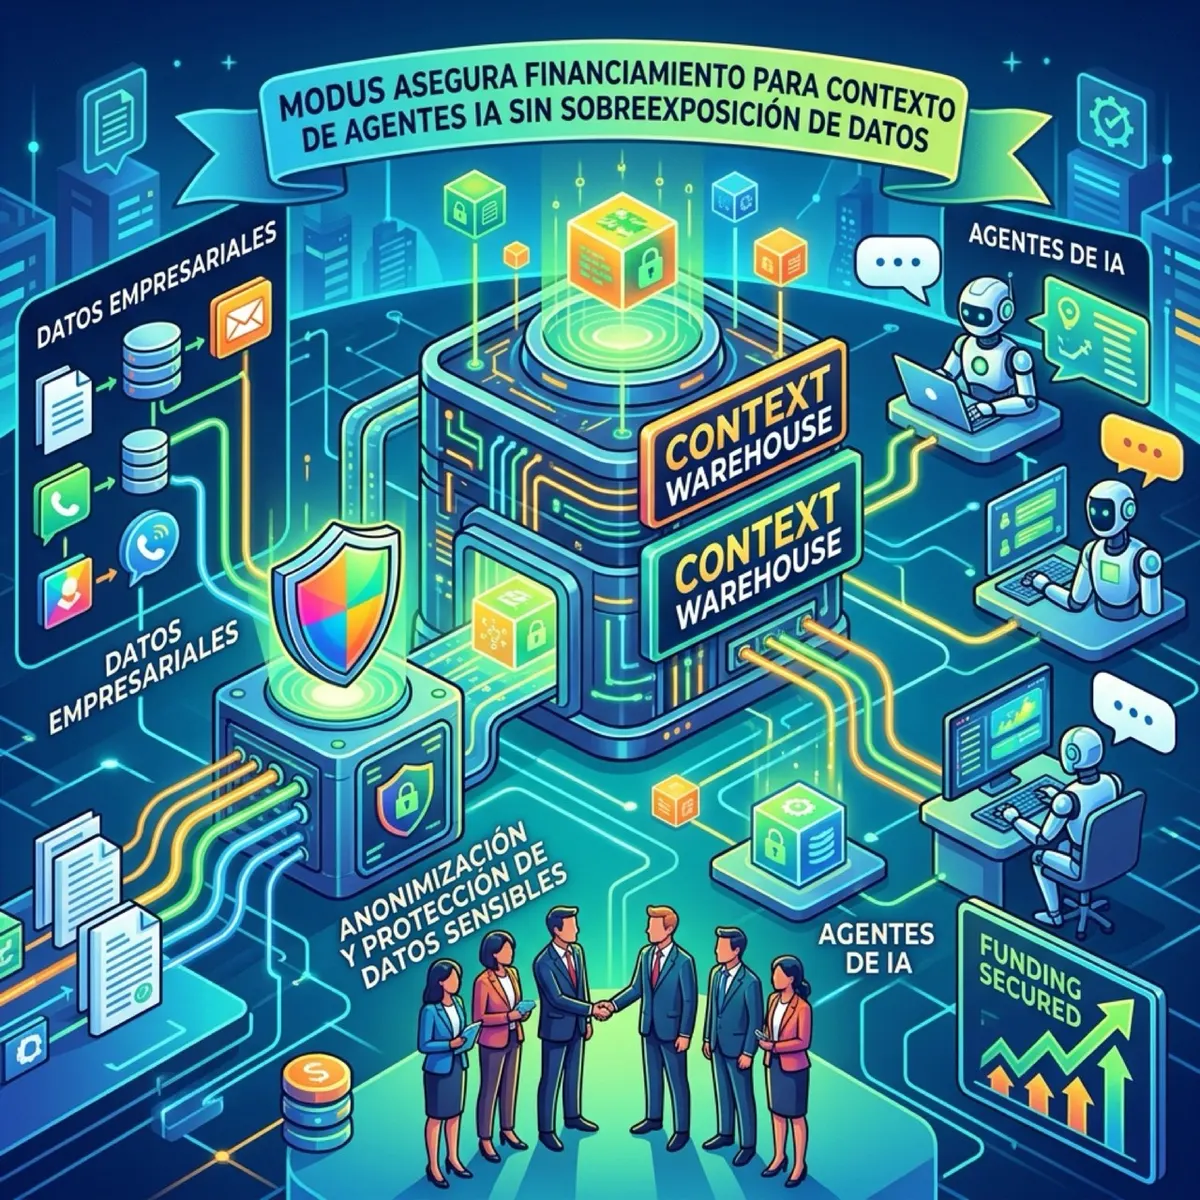 MODUS ASEGURA FINANCIAMIENTO PARA CONTEXTO
DE AGENTES IA SIN SOBREEXPOSICIÓN DE DATOS
DATOS EMPRESARIALES
AGENTES DE IA
CONTEXT
WAREHOUSE
CONTEXT
WAREHOUSE
DATOS
EMPRESARIALES
ANONIMIZACIÓN
Y PROTECCIÓN DE
DATOS SENSIBLES
AGENTES
DE IA
FUNDING
SECURED
$